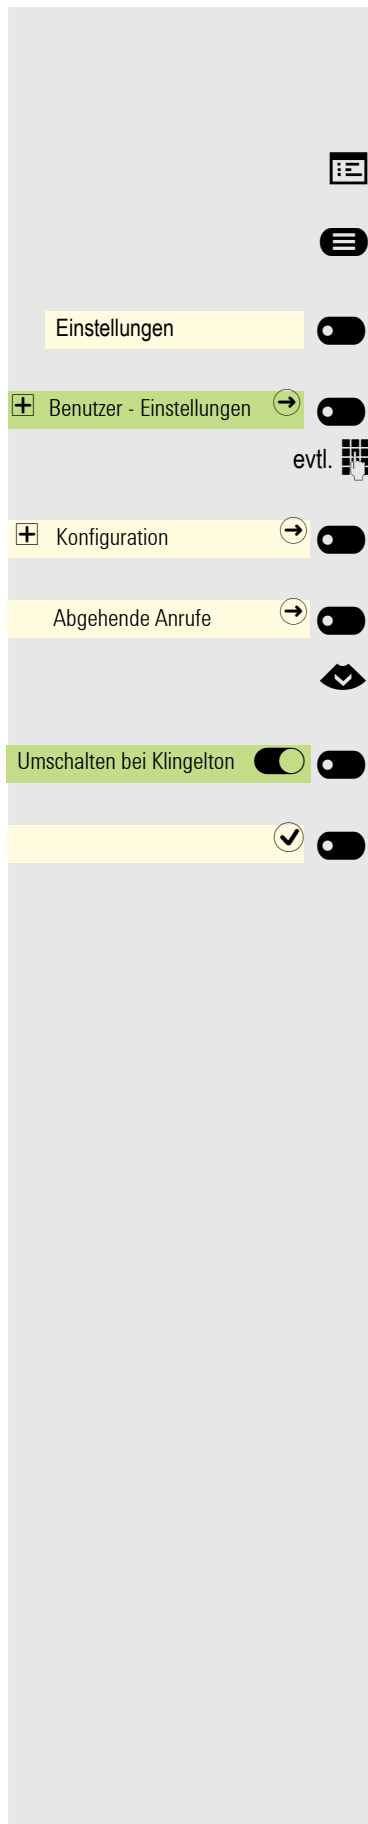 Einstellungen
Benutzer - Einstellungen
evtl.
Konfiguration
Abgehende Anrufe
Umschalten bei Klingelton